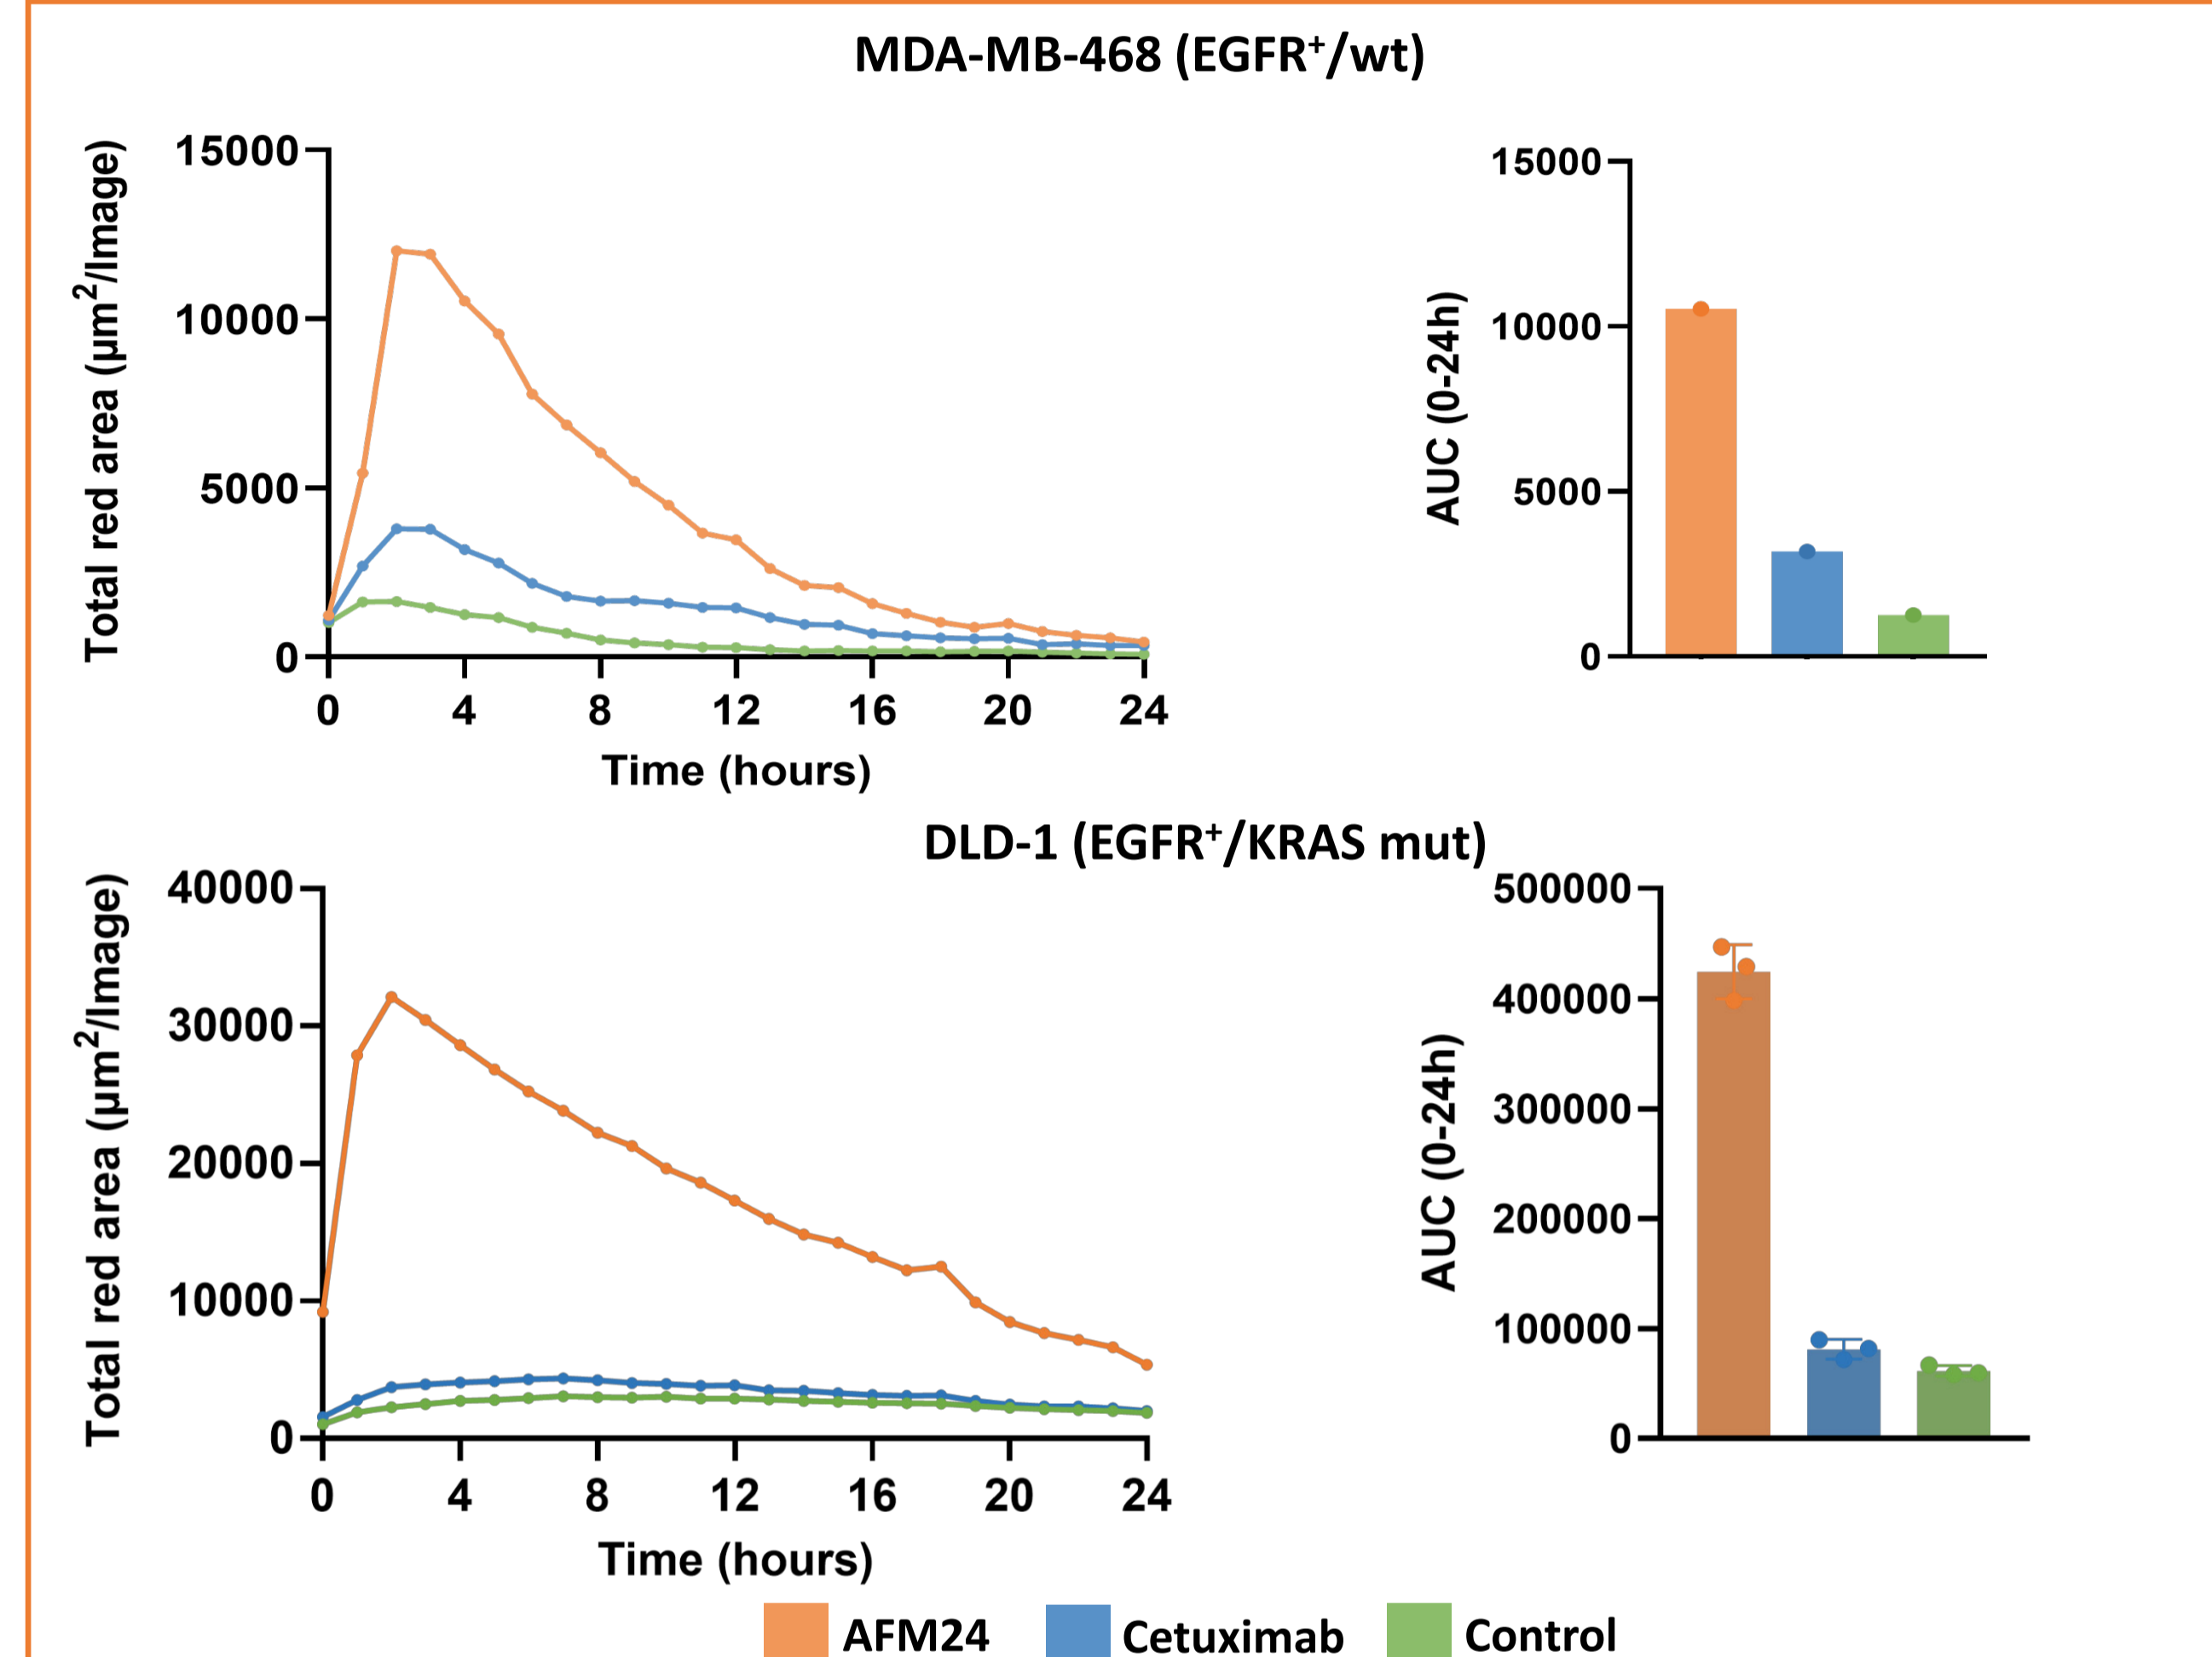 MDA-MB-468 (EGFR⁺/wt)
Total red area (µm²/Image)
15000
10000
5000
0
0 4 8 12 16 20 24
Time (hours)
AUC (0-24h)
15000
10000
5000
0
DLD-1 (EGFR⁺/KRAS mut)
Total red area (µm²/Image)
40000
30000
20000
10000
0
0 4 8 12 16 20 24
Time (hours)
AUC (0-24h)
500000
400000
300000
200000
100000
0
AFM24 Cetuximab Control